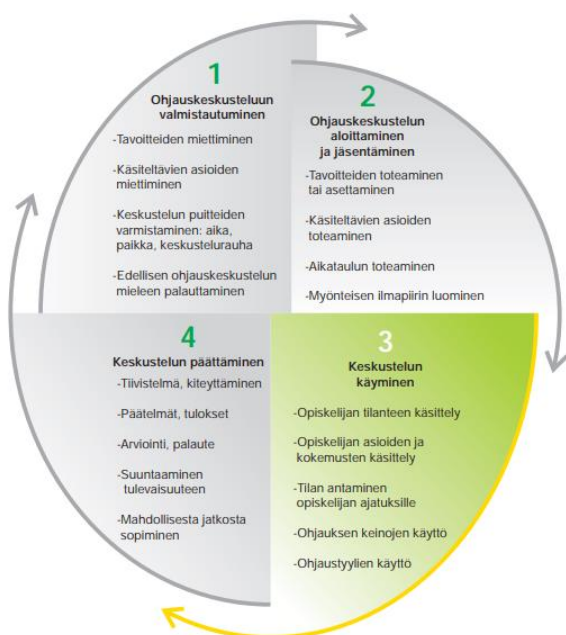 1
Ohjauskeskusteluun
valmistautuminen
-Tavoitteiden miettiminen
-Käsiteltävien asioiden
miettiminen
-Keskustelun puitteiden
varmistaminen: aika,
paikka, keskustelurauha
-Edellisen ohjauskeskustelun
mieleen palauttaminen
2
Ohjauskeskustelun
aloittaminen
ja jäsentäminen
-Tavoitteiden toteaminen
tai asettaminen
-Käsiteltävien asioiden
toteaminen
-Aikataulun toteaminen
-Myönteisen ilmapiirin luominen
3
Keskustelun
käyminen
-Opiskelijan tilanteen käsittely
-Opiskelijan asioiden ja
kokemusten käsittely
-Tilan antaminen
opiskelijan ajatuksille
-Ohjauksen keinojen käyttö
-Ohjaustyylien käyttö
4
Keskustelun päättäminen
-Tiivistelmä, kiteyttäminen
-Päätelmät, tulokset
-Arviointi, palaute
-Suuntaaminen
tulevaisuuteen
-Mahdollisesta jatkosta
sopiminen